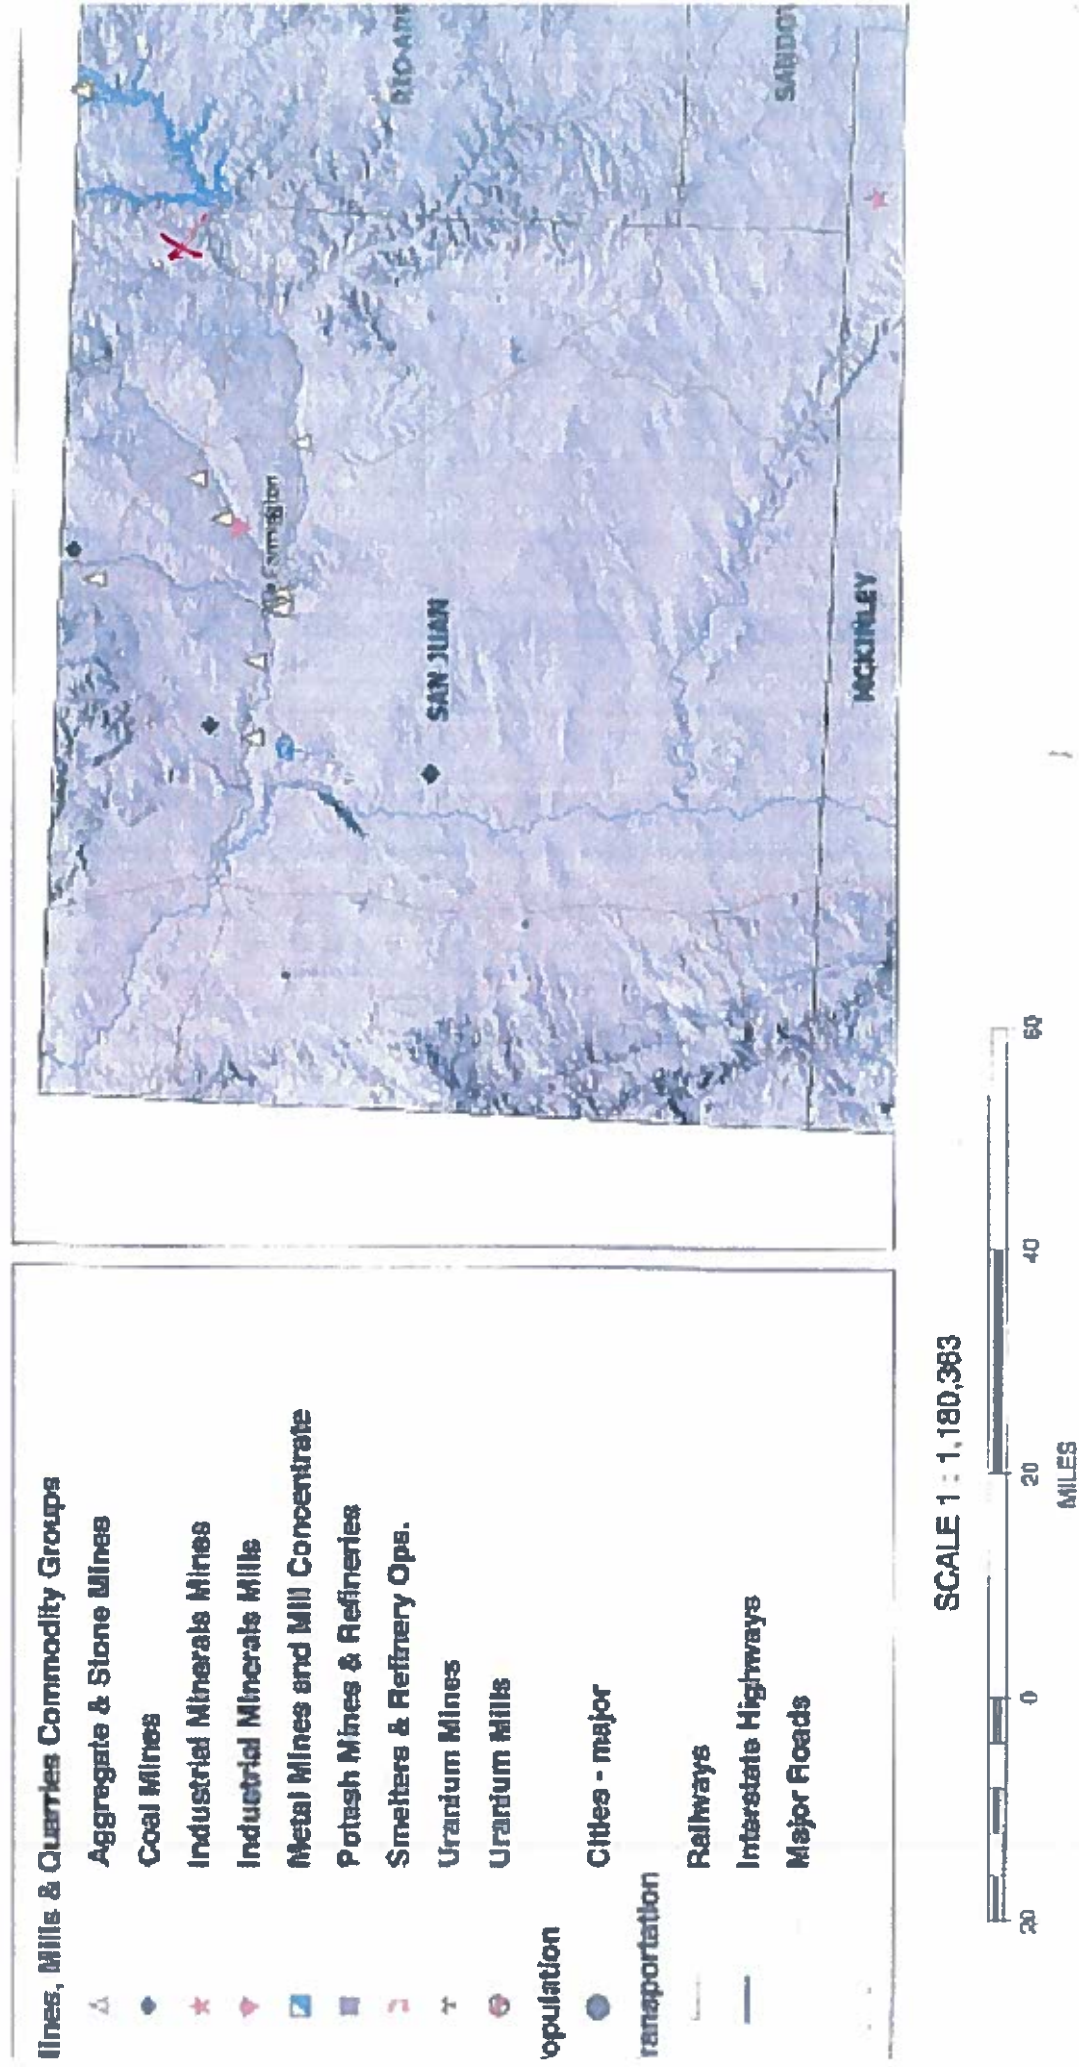 lines, Mills & Quarries Commodity Groups
Aggregate & Stone Mines
Coal Mines
Industrial Minerals Mines
Industrial Minerals Mills
Metal Mines and Mill Concentrate
Potash Mines & Refineries
Smelters & Refinery Ops.
Uranium Mines
Uranium Mills
opulation
Cities - major
ransportation
Railways
Interstate Highways
Major Roads
RIO ARR
SANDOV
Farmington
SAN JUAN
MCKINLEY
SCALE 1 : 1,180,363
20 0 20 40 60
MILES